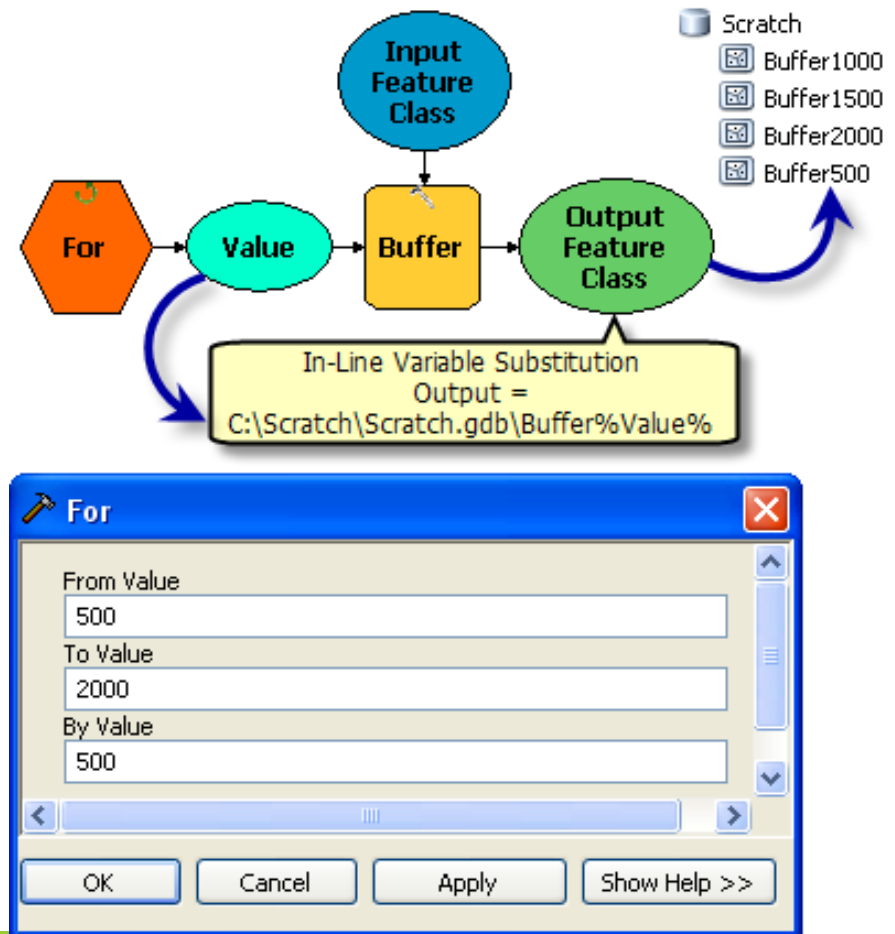 Scratch
Buffer1000
Buffer1500
Buffer2000
Buffer500
Input
Feature
Class
For
Value
Buffer
Output
Feature
Class
In-Line Variable Substitution
Output =
C:\Scratch\Scratch.gdb\Buffer%Value%
For
From Value
500
To Value
2000
By Value
500
OK
Cancel
Apply
Show Help >>